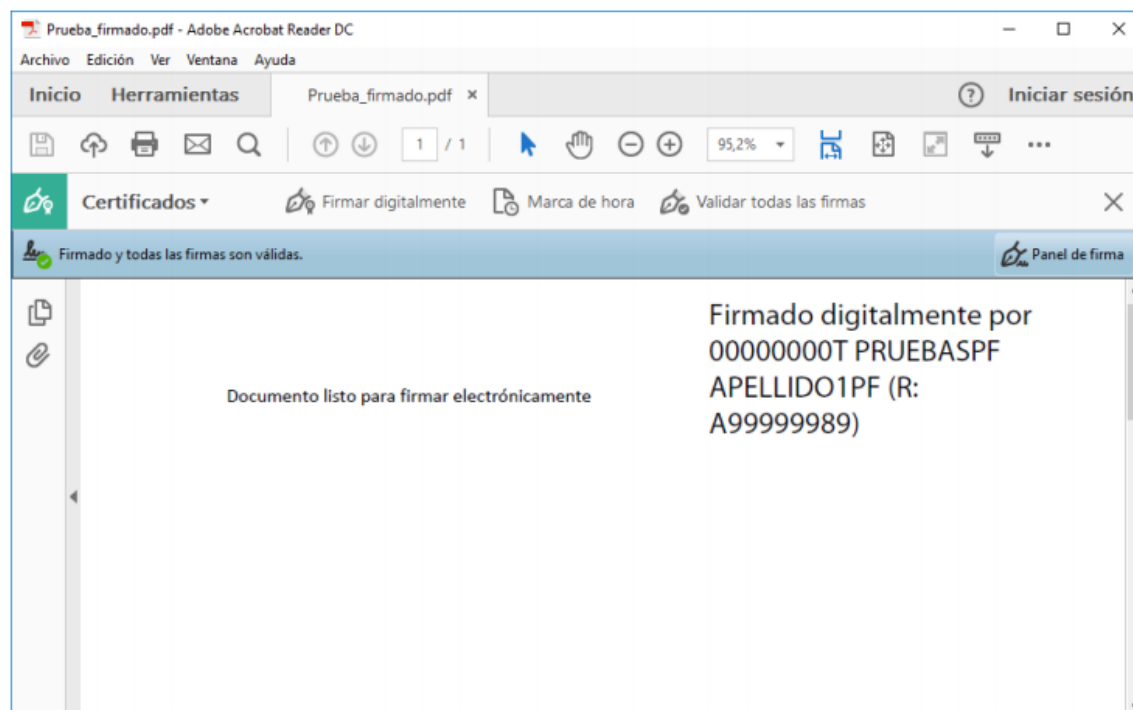 Prueba_firmado.pdf - Adobe Acrobat Reader DC
Archivo Edición Ver Ventana Ayuda
Inicio Herramientas Prueba_firmado.pdf × ? Iniciar sesión
1 / 1 95,2%
Certificados Firmar digitalmente Marca de hora Validar todas las firmas
Firmado y todas las firmas son válidas. Panel de firma
Firmado digitalmente por
00000000T PRUEBASPF
APELLIDO1PF (R:
A99999989)
Documento listo para firmar electrónicamente